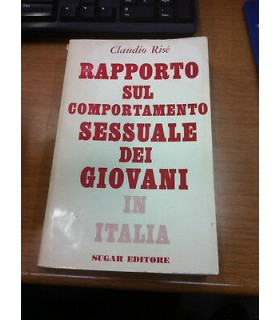 Claudio Risé
RAPPORTO
SUL
COMPORTAMENTO
SESSUALE
DEI
GIOVANI
IN
ITALIA
SUGAR EDITORE